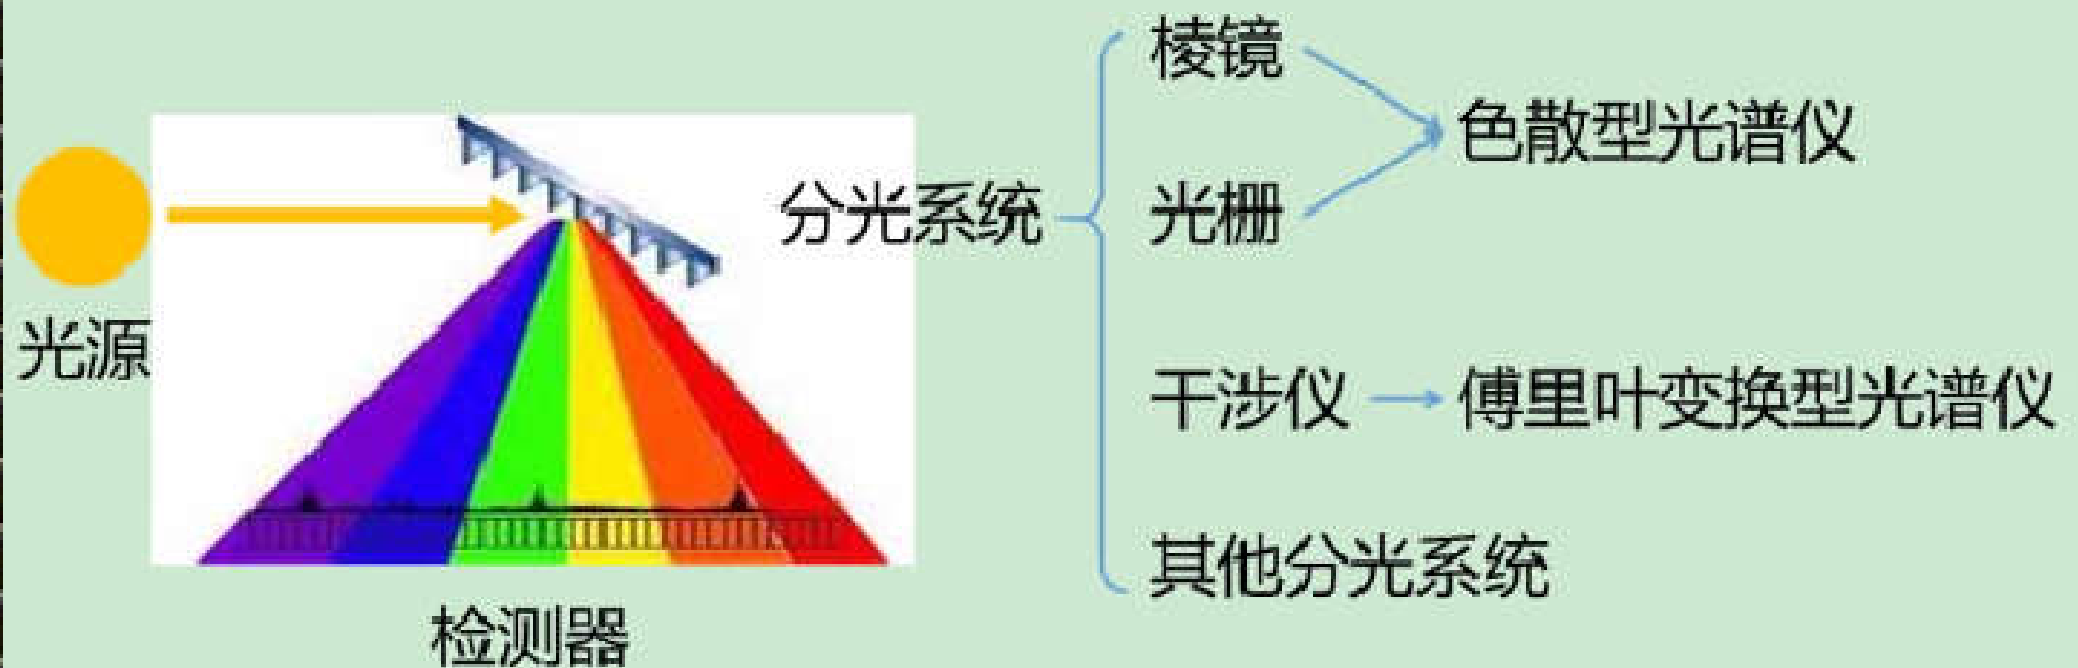 光源
检测器
分光系统
棱镜
光栅
色散型光谱仪
干涉仪
傅里叶变换型光谱仪
其他分光系统